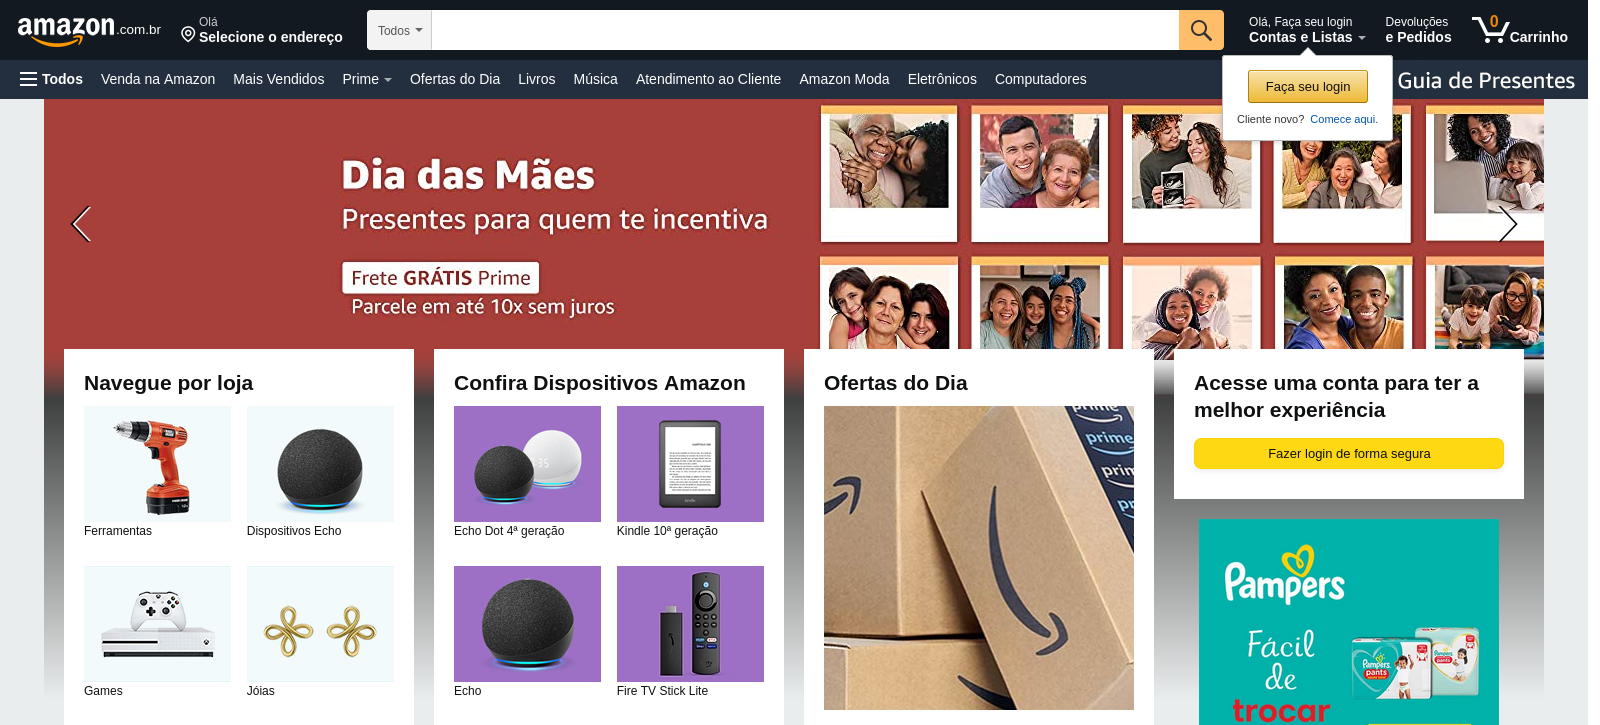 amazon.com.br
Olá
Selecione o endereço
Todos
Olá, Faça seu login
Contas e Listas
Devoluções
e Pedidos
0
Carrinho
Todos
Venda na Amazon
Mais Vendidos
Prime
Ofertas do Dia
Livros
Música
Atendimento ao Cliente
Amazon Moda
Eletrônicos
Computadores
Guia de Presentes
Faça seu login
Cliente novo? Comece aqui.
Dia das Mães
Presentes para quem te incentiva
Frete GRÁTIS Prime
Parcele em até 10x sem juros
Navegue por loja
Ferramentas
Dispositivos Echo
Games
Jóias
Confira Dispositivos Amazon
Echo Dot 4ª geração
Kindle 10ª geração
Echo
Fire TV Stick Lite
Ofertas do Dia
prime
Acesse uma conta para ter a
melhor experiência
Fazer login de forma segura
Pampers
Fácil
de
trocar
Pampers
pants
Pampers
pants